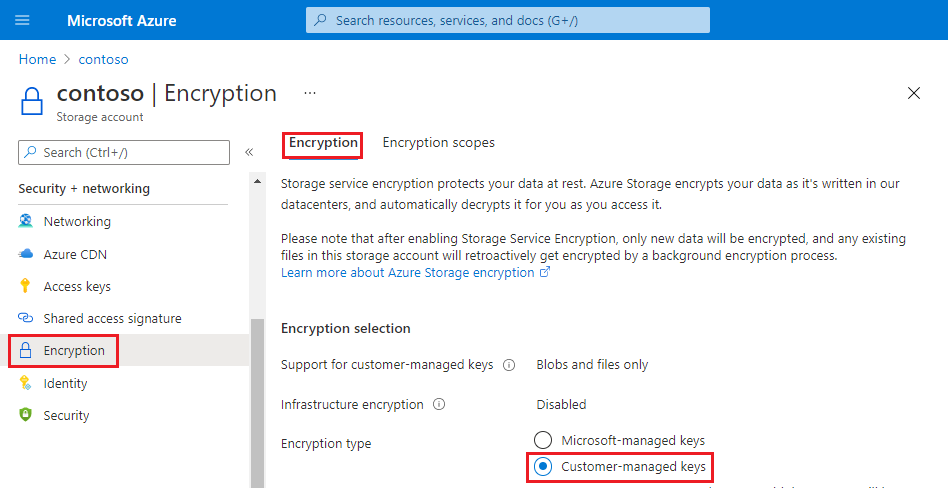 Microsoft Azure
Search resources, services, and docs (G+/)
Home > contoso
contoso | Encryption ...
Storage account
Search (Ctrl+/)
«
Security + networking
Networking
Azure CDN
Access keys
Shared access signature
Encryption
Identity
Security
Encryption Encryption scopes
Storage service encryption protects your data at rest. Azure Storage encrypts your data as it's written in our
datacenters, and automatically decrypts it for you as you access it.
Please note that after enabling Storage Service Encryption, only new data will be encrypted, and any existing
files in this storage account will retroactively get encrypted by a background encryption process.
Learn more about Azure Storage encryption
Encryption selection
Support for customer-managed keys Blobs and files only
Infrastructure encryption Disabled
Encryption type Microsoft-managed keys
Customer-managed keys